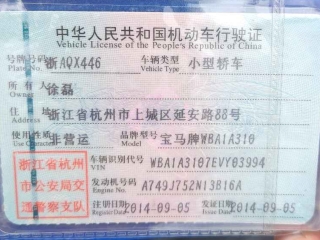 中华人民共和国机动车行驶证
Vehicle License of the People's Republic of China
号牌号码 浙AQX446 车辆类型 小型轿车
Plate No. Vehicle Type
所有人 徐磊
Owner
住址 浙江省杭州市上城区延安路88号
使用性质 非营运 品牌型号 宝马牌WBA1A310
Use Character Model
浙江省杭州市公安局交通警察支队
车辆识别代号 WBA1A3107EVY03994
VIN
发动机号码 A749J752N13B16A
Engine No.
注册日期 2014-09-05 发证日期 2014-09-05